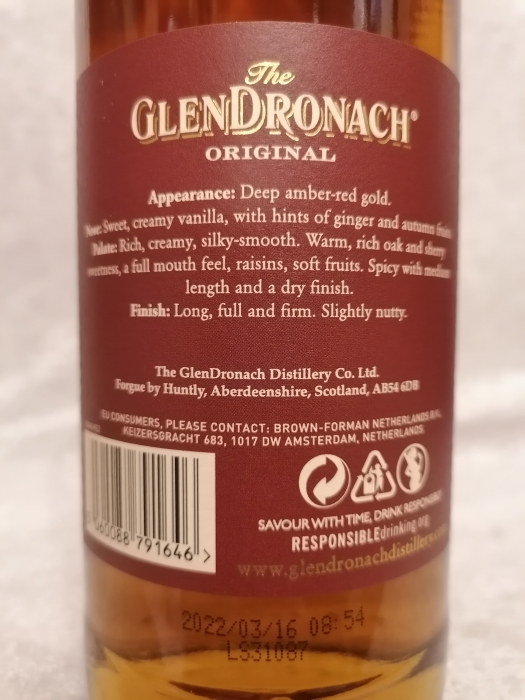 The
GLENDRONACH®
ORIGINAL
Appearance: Deep amber-red gold.
Nose: Sweet, creamy vanilla, with hints of ginger and autumn fruits.
Palate: Rich, creamy, silky-smooth. Warm, rich oak and sherry
sweetness, a full mouth feel, raisins, soft fruits. Spicy with medium
length and a dry finish.
Finish: Long, full and firm. Slightly nutty.
The GlenDronach Distillery Co. Ltd.
Forgue by Huntly, Aberdeenshire, Scotland, AB54 6DB
EU CONSUMERS, PLEASE CONTACT: BROWN-FORMAN NETHERLANDS B.V.
KEIZERSGRACHT 683, 1017 DW AMSTERDAM, NETHERLANDS
060088 791646 >
SAVOUR WITH TIME, DRINK RESPONSIBLY
RESPONSIBLEdrinking.org
www.glendronachdistillery.com
2022/03/16 08:54
LS31087